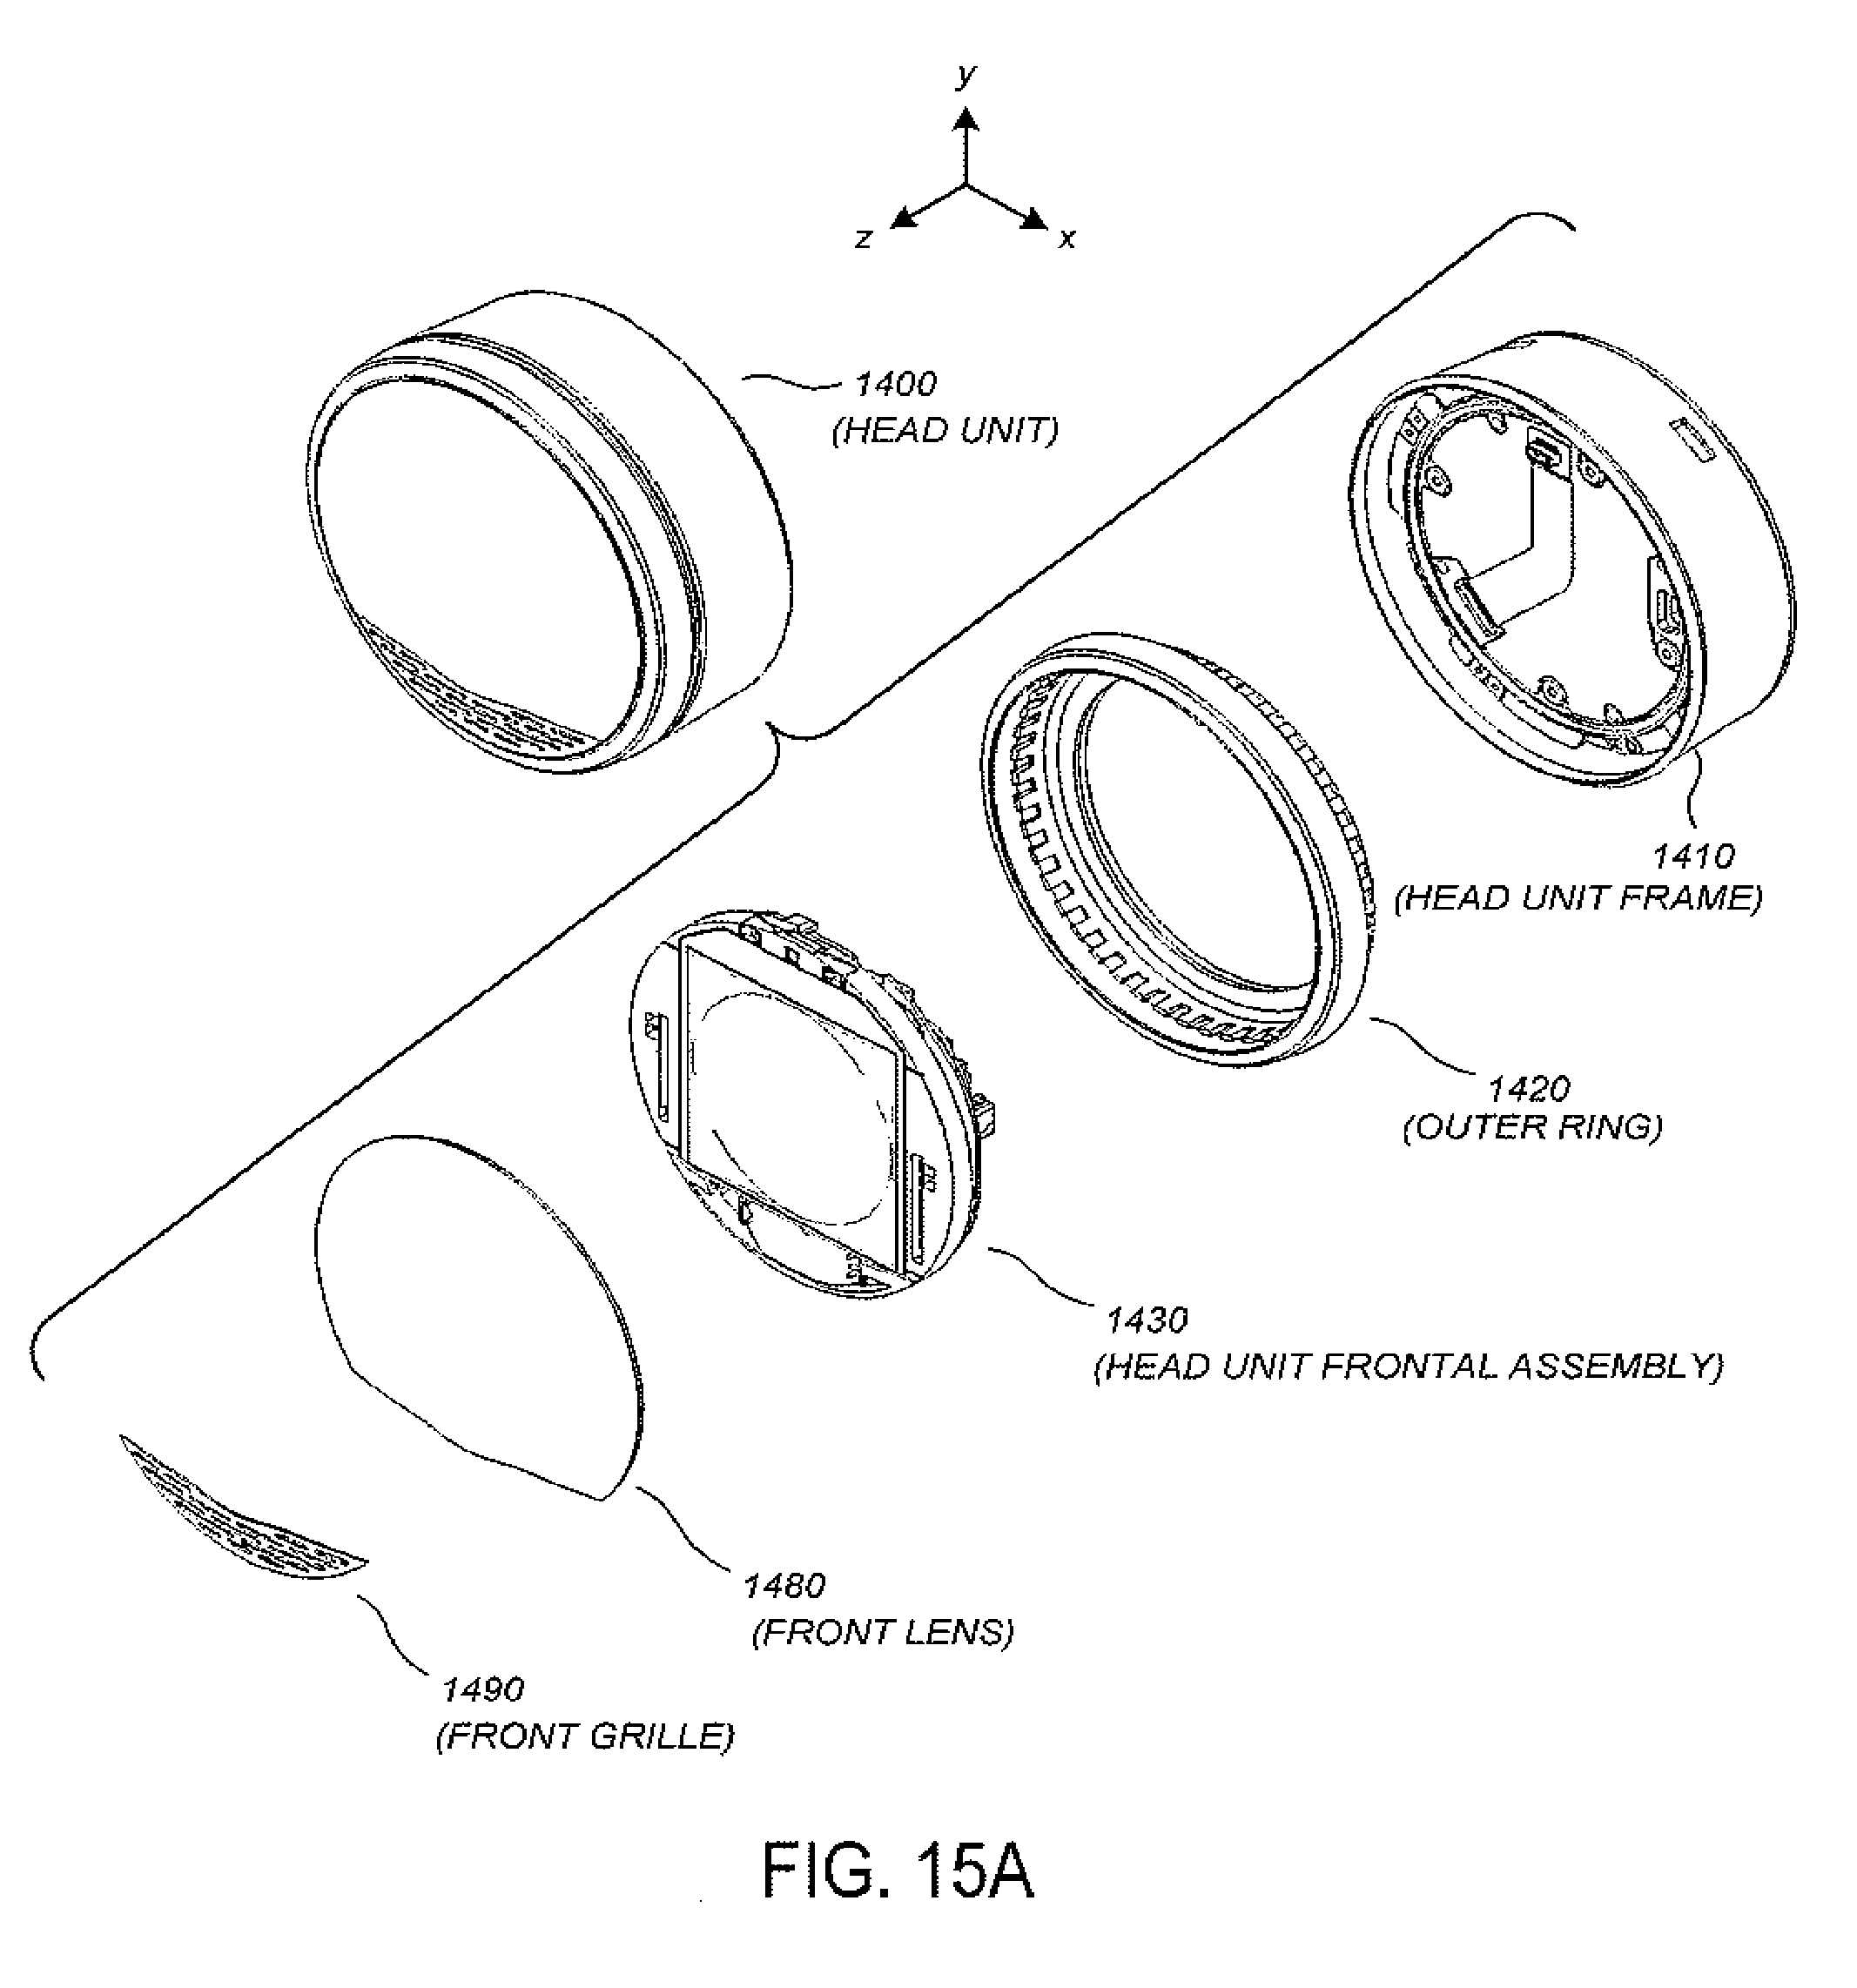 y
z
x
1400
(HEAD UNIT)
1410
(HEAD UNIT FRAME)
1420
(OUTER RING)
1430
(HEAD UNIT FRONTAL ASSEMBLY)
1480
(FRONT LENS)
1490
(FRONT GRILLE)
FIG. 15A